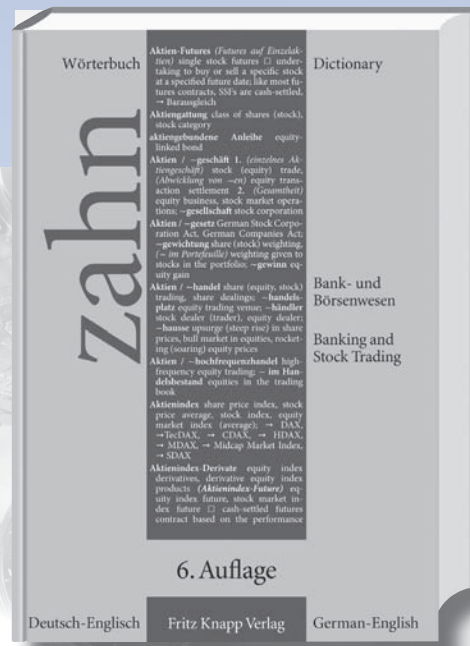 Wörterbuch
zahn
Aktien-Futures (Futures auf Einzelak-
tien) single stock futures □ under-
taking to buy or sell a specific stock
at a specified future date; like most fu-
tures contracts, SSFs are cash-settled,
→ Barausgleich
Aktiengattung class of shares (stock),
stock category
aktiengebundene Anleihe equity-
linked bond
Aktien / ~geschäft 1. (einzelnes Ak-
tiengeschäft) stock (equity) trade,
(Abwicklung von ~en) equity trans-
action settlement 2. (Gesamtheit)
equity business, stock market opera-
tions; ~gesellschaft stock corporation
Aktien / ~gesetz German Stock Corpo-
ration Act, German Companies Act;
~gewichtung share (stock) weighting,
(~ im Portefeuille) weighting given to
stocks in the portfolio; ~gewinn eq-
uity gain
Aktien / ~handel share (equity, stock)
trading, share dealings; ~handels-
platz equity trading venue; ~händler
stock dealer (trader), equity dealer;
~hausse upsurge (steep rise) in share
prices, bull market in equities, rocket-
ing (soaring) equity prices
Aktien / ~hochfrequenzhandel high-
frequency equity trading; ~ im Han-
delsbestand equities in the trading
book
Aktienindex share price index, stock
price average, stock index, equity
market index (average); → DAX,
→TecDAX, → CDAX, → HDAX,
→ MDAX, → Midcap Market Index,
→ SDAX
Aktienindex-Derivate equity index
derivatives, derivative equity index
products (Aktienindex-Future) eq-
uity index future, stock market in-
dex future □ cash-settled futures
contract based on the performance
Dictionary
Bank- und
Börsenwesen
Banking and
Stock Trading
6. Auflage
Deutsch-Englisch
Fritz Knapp Verlag
German-English